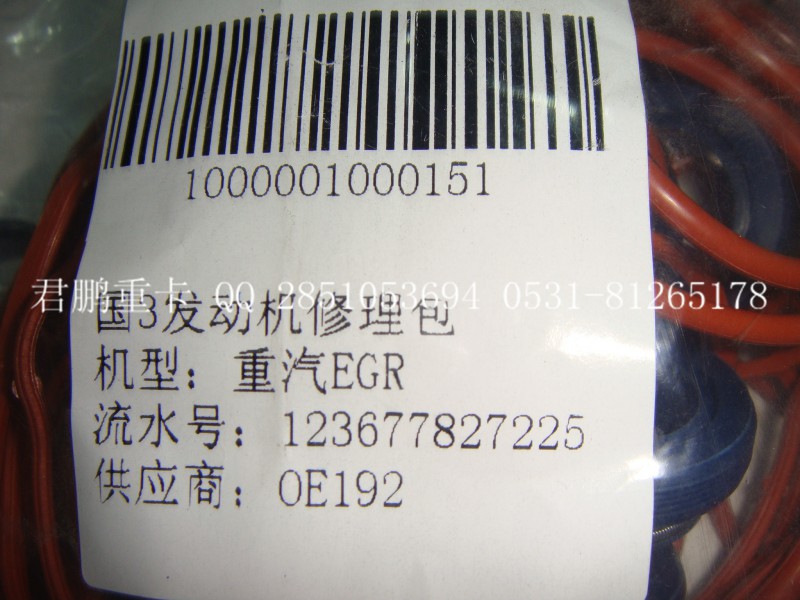 1000001000151
君鹏重卡 QQ 2851053694 0531-81265178
国3发动机修理包
机型：重汽EGR
流水号：123677827225
供应商：OE192